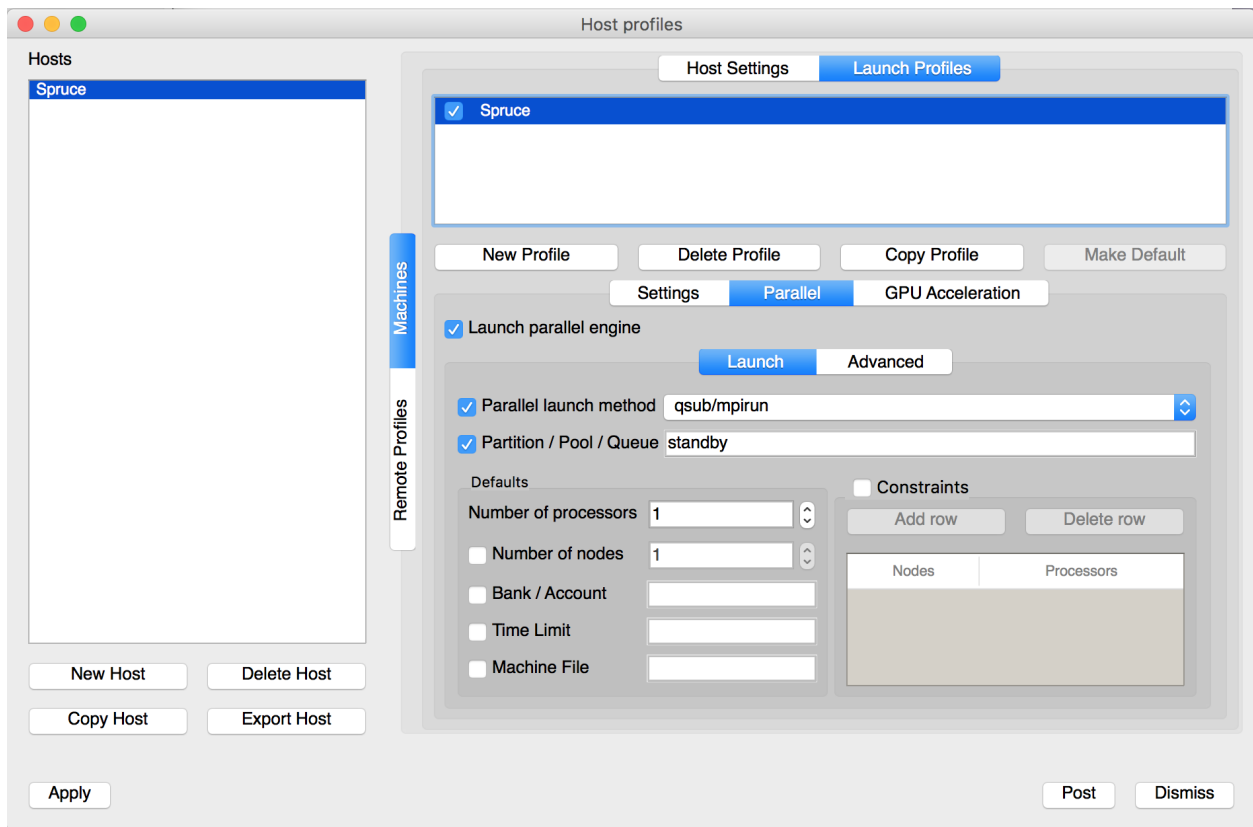 Host profiles
Hosts
Spruce
New Host
Delete Host
Copy Host
Export Host
Machines
Remote Profiles
Host Settings
Launch Profiles
Spruce
New Profile
Delete Profile
Copy Profile
Make Default
Settings
Parallel
GPU Acceleration
Launch parallel engine
Launch
Advanced
Parallel launch method
qsub/mpirun
Partition / Pool / Queue
standby
Defaults
Number of processors
1
Number of nodes
1
Bank / Account
Time Limit
Machine File
Constraints
Add row
Delete row
Nodes
Processors
Apply
Post
Dismiss